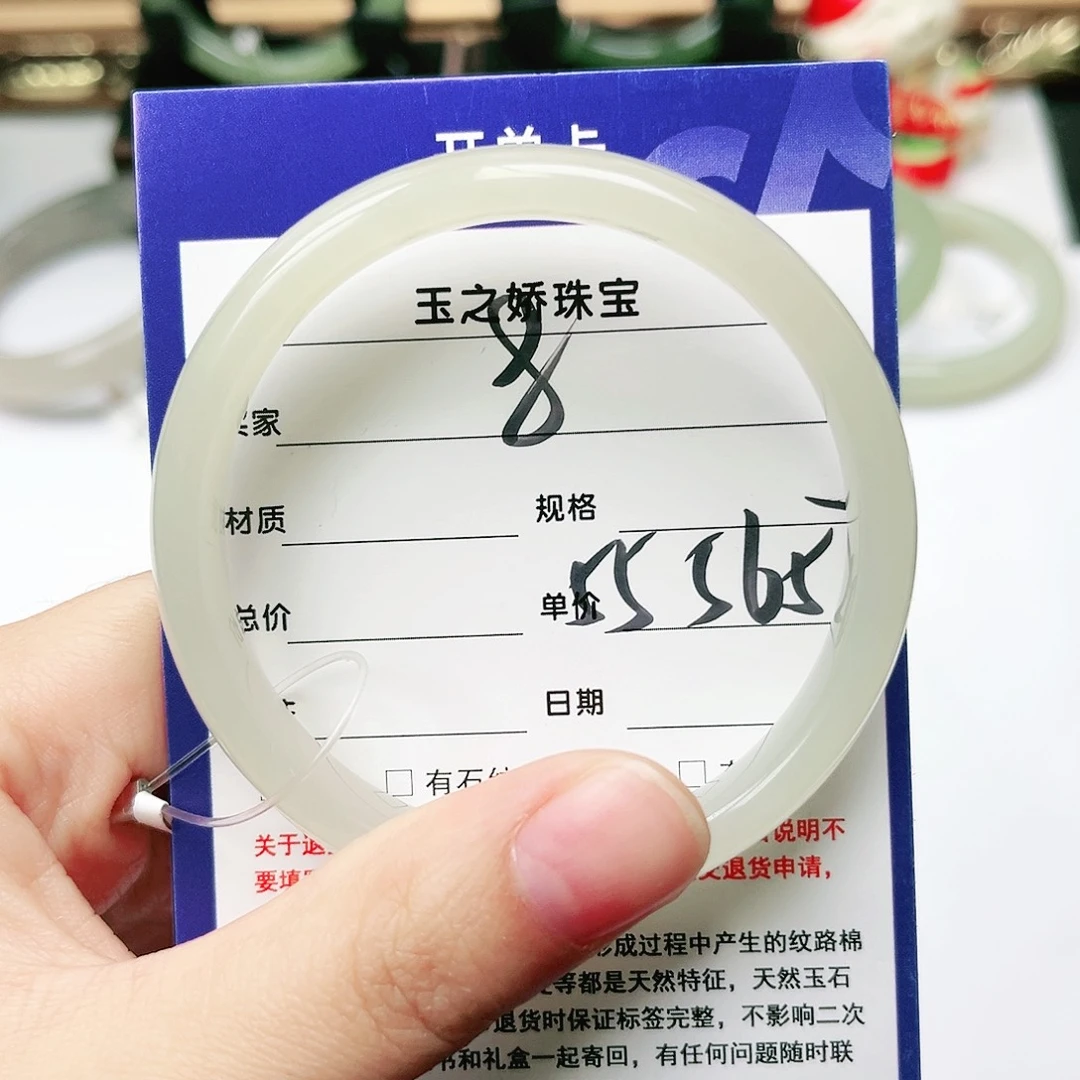 开单卡
玉之娇珠宝
8
买家
材质 规格
总价 单价 55 5565
日期
□ 有石纹
关于退 说明不
要填 退货申请，
形成过程中产生的纹路棉
等都是天然特征，天然玉石
退货时保证标签完整，不影响二次
书和礼盒一起寄回，有任何问题随时联